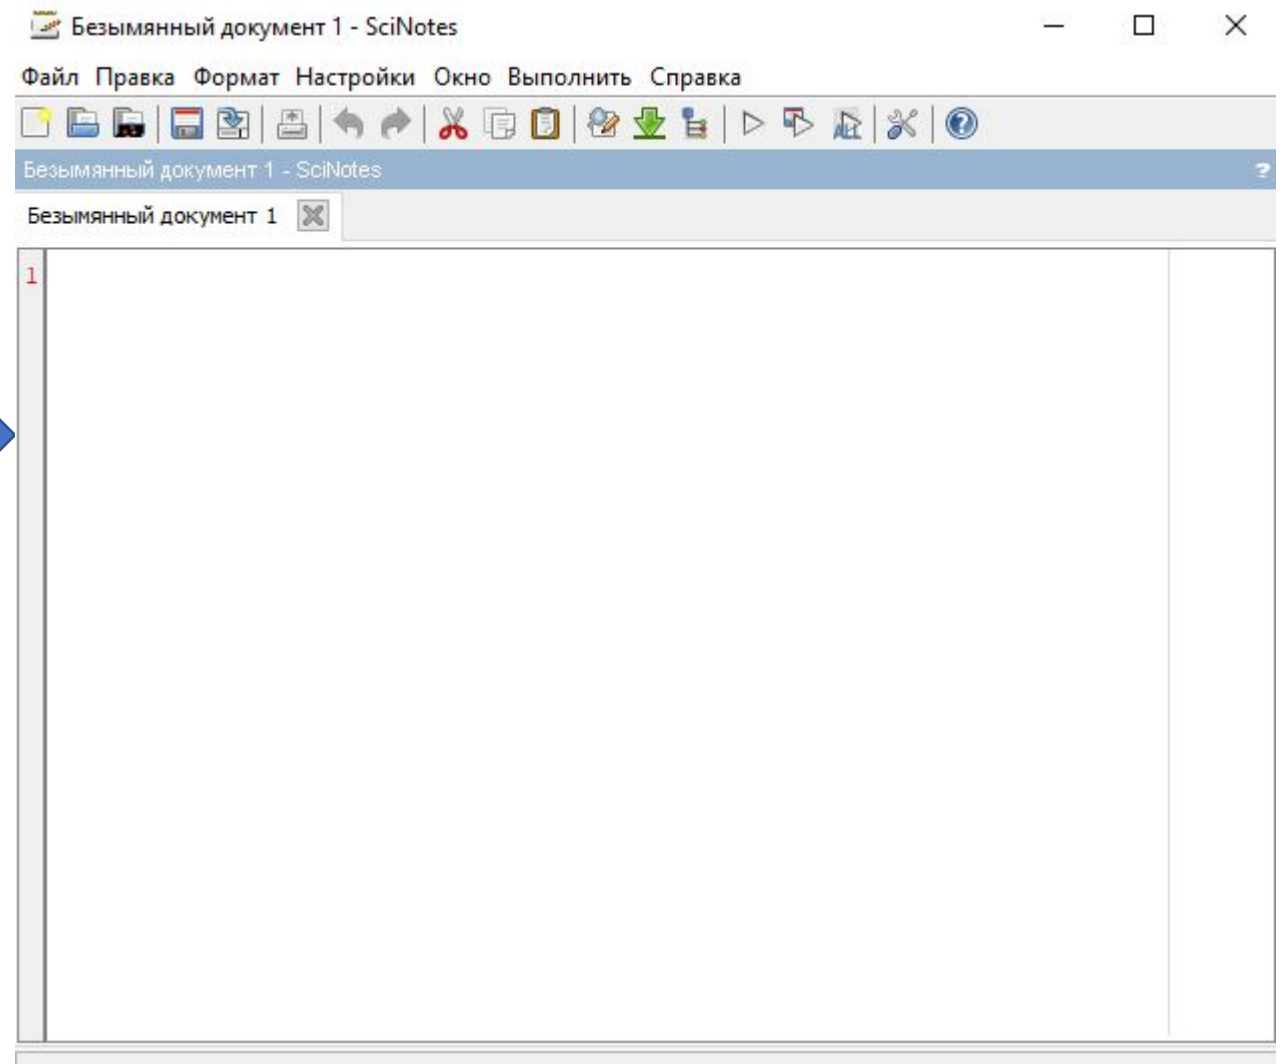 Безымянный документ 1 - SciNotes
Файл Правка Формат Настройки Окно Выполнить Справка
Безымянный документ 1 - SciNotes
Безымянный документ 1
1